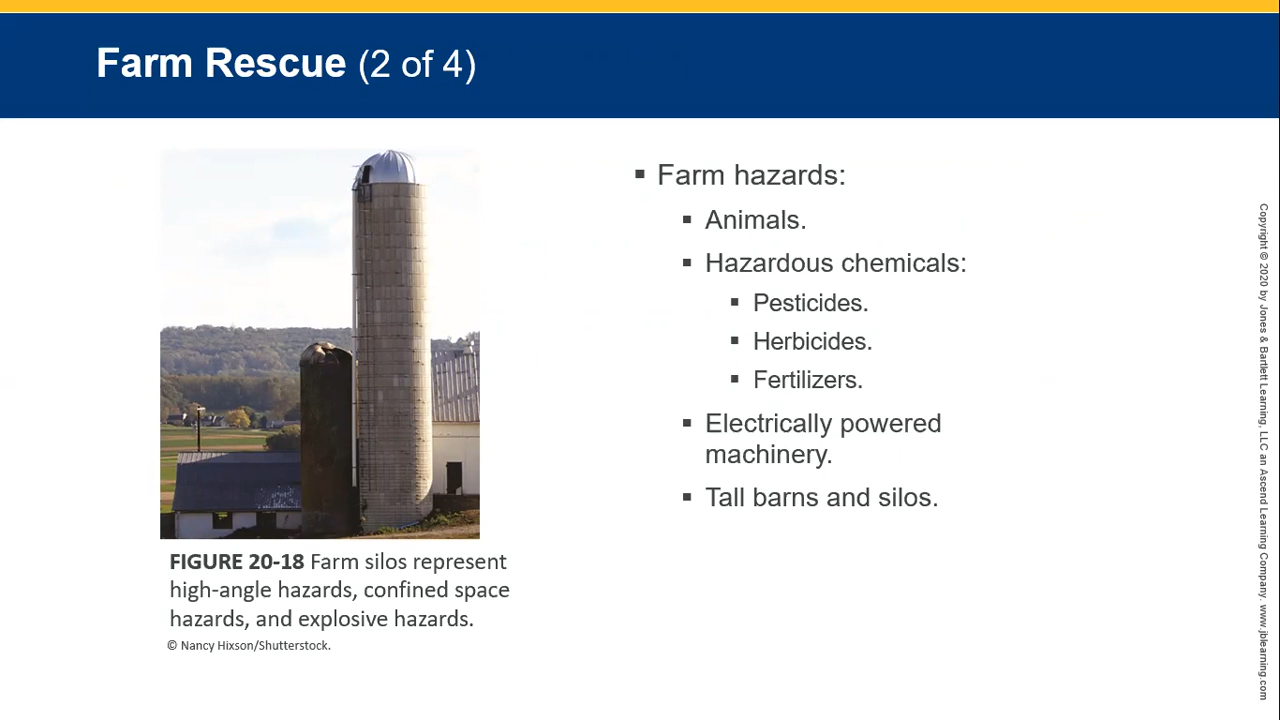 Farm Rescue (2 of 4)
▪ Farm hazards:
▪ Animals.
▪ Hazardous chemicals:
▪ Pesticides.
▪ Herbicides.
▪ Fertilizers.
▪ Electrically powered
machinery.
▪ Tall barns and silos.
FIGURE 20-18 Farm silos represent
high-angle hazards, confined space
hazards, and explosive hazards.
© Nancy Hixson/Shutterstock.
Copyright © 2020 by Jones & Bartlett Learning, LLC an Ascend Learning Company. www.jblearning.com